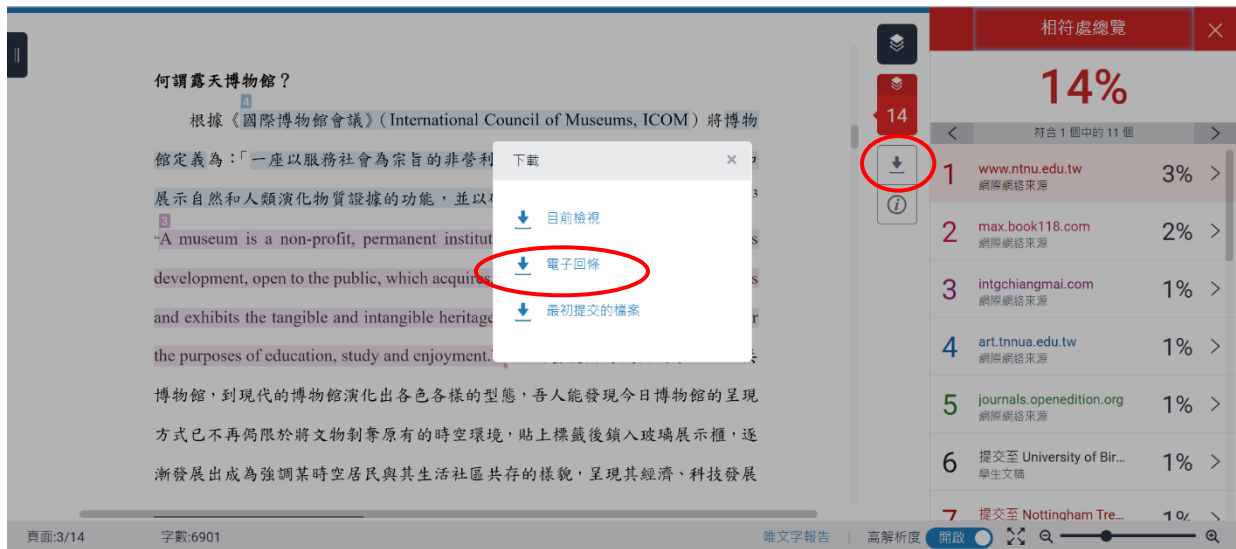 何謂露天博物館？
4
根據《國際博物館會議》(International Council of Museums, ICOM) 將博物
館定義為：「一座以服務社會為宗旨的非營利
展示自然和人類演化物質證據的功能，並以
3
3
“A museum is a non-profit, permanent institut
s
development, open to the public, which acquires,
s
and exhibits the tangible and intangible heritage
r
the purposes of education, study and enjoyment.
博物館，到現代的博物館演化出各色各樣的型態，吾人能發現今日博物館的呈現
方式已不再侷限於將文物剝奪原有的時空環境，貼上標籤後鎖入玻璃展示櫃，逐
漸發展出成為強調某時空居民與其生活社區共存的樣貌，呈現其經濟、科技發展
下載 ×
目前檢視
電子回條
最初提交的檔案
14
i
相符處總覽 ×
14%
< 符合 1 個中的 11 個 >
1 www.ntnu.edu.tw 3% >
網際網絡來源
2 max.book118.com 2% >
網際網絡來源
3 intgchiangmai.com 1% >
網際網絡來源
4 art.tnnua.edu.tw 1% >
網際網絡來源
5 journals.openedition.org 1% >
網際網絡來源
6 提交至 University of Bir... 1% >
學生文稿
7 提交至 Nottingham Tre... 1% >
頁面:3/14 字數:6901 唯文字報告 | 高解析度 開啟